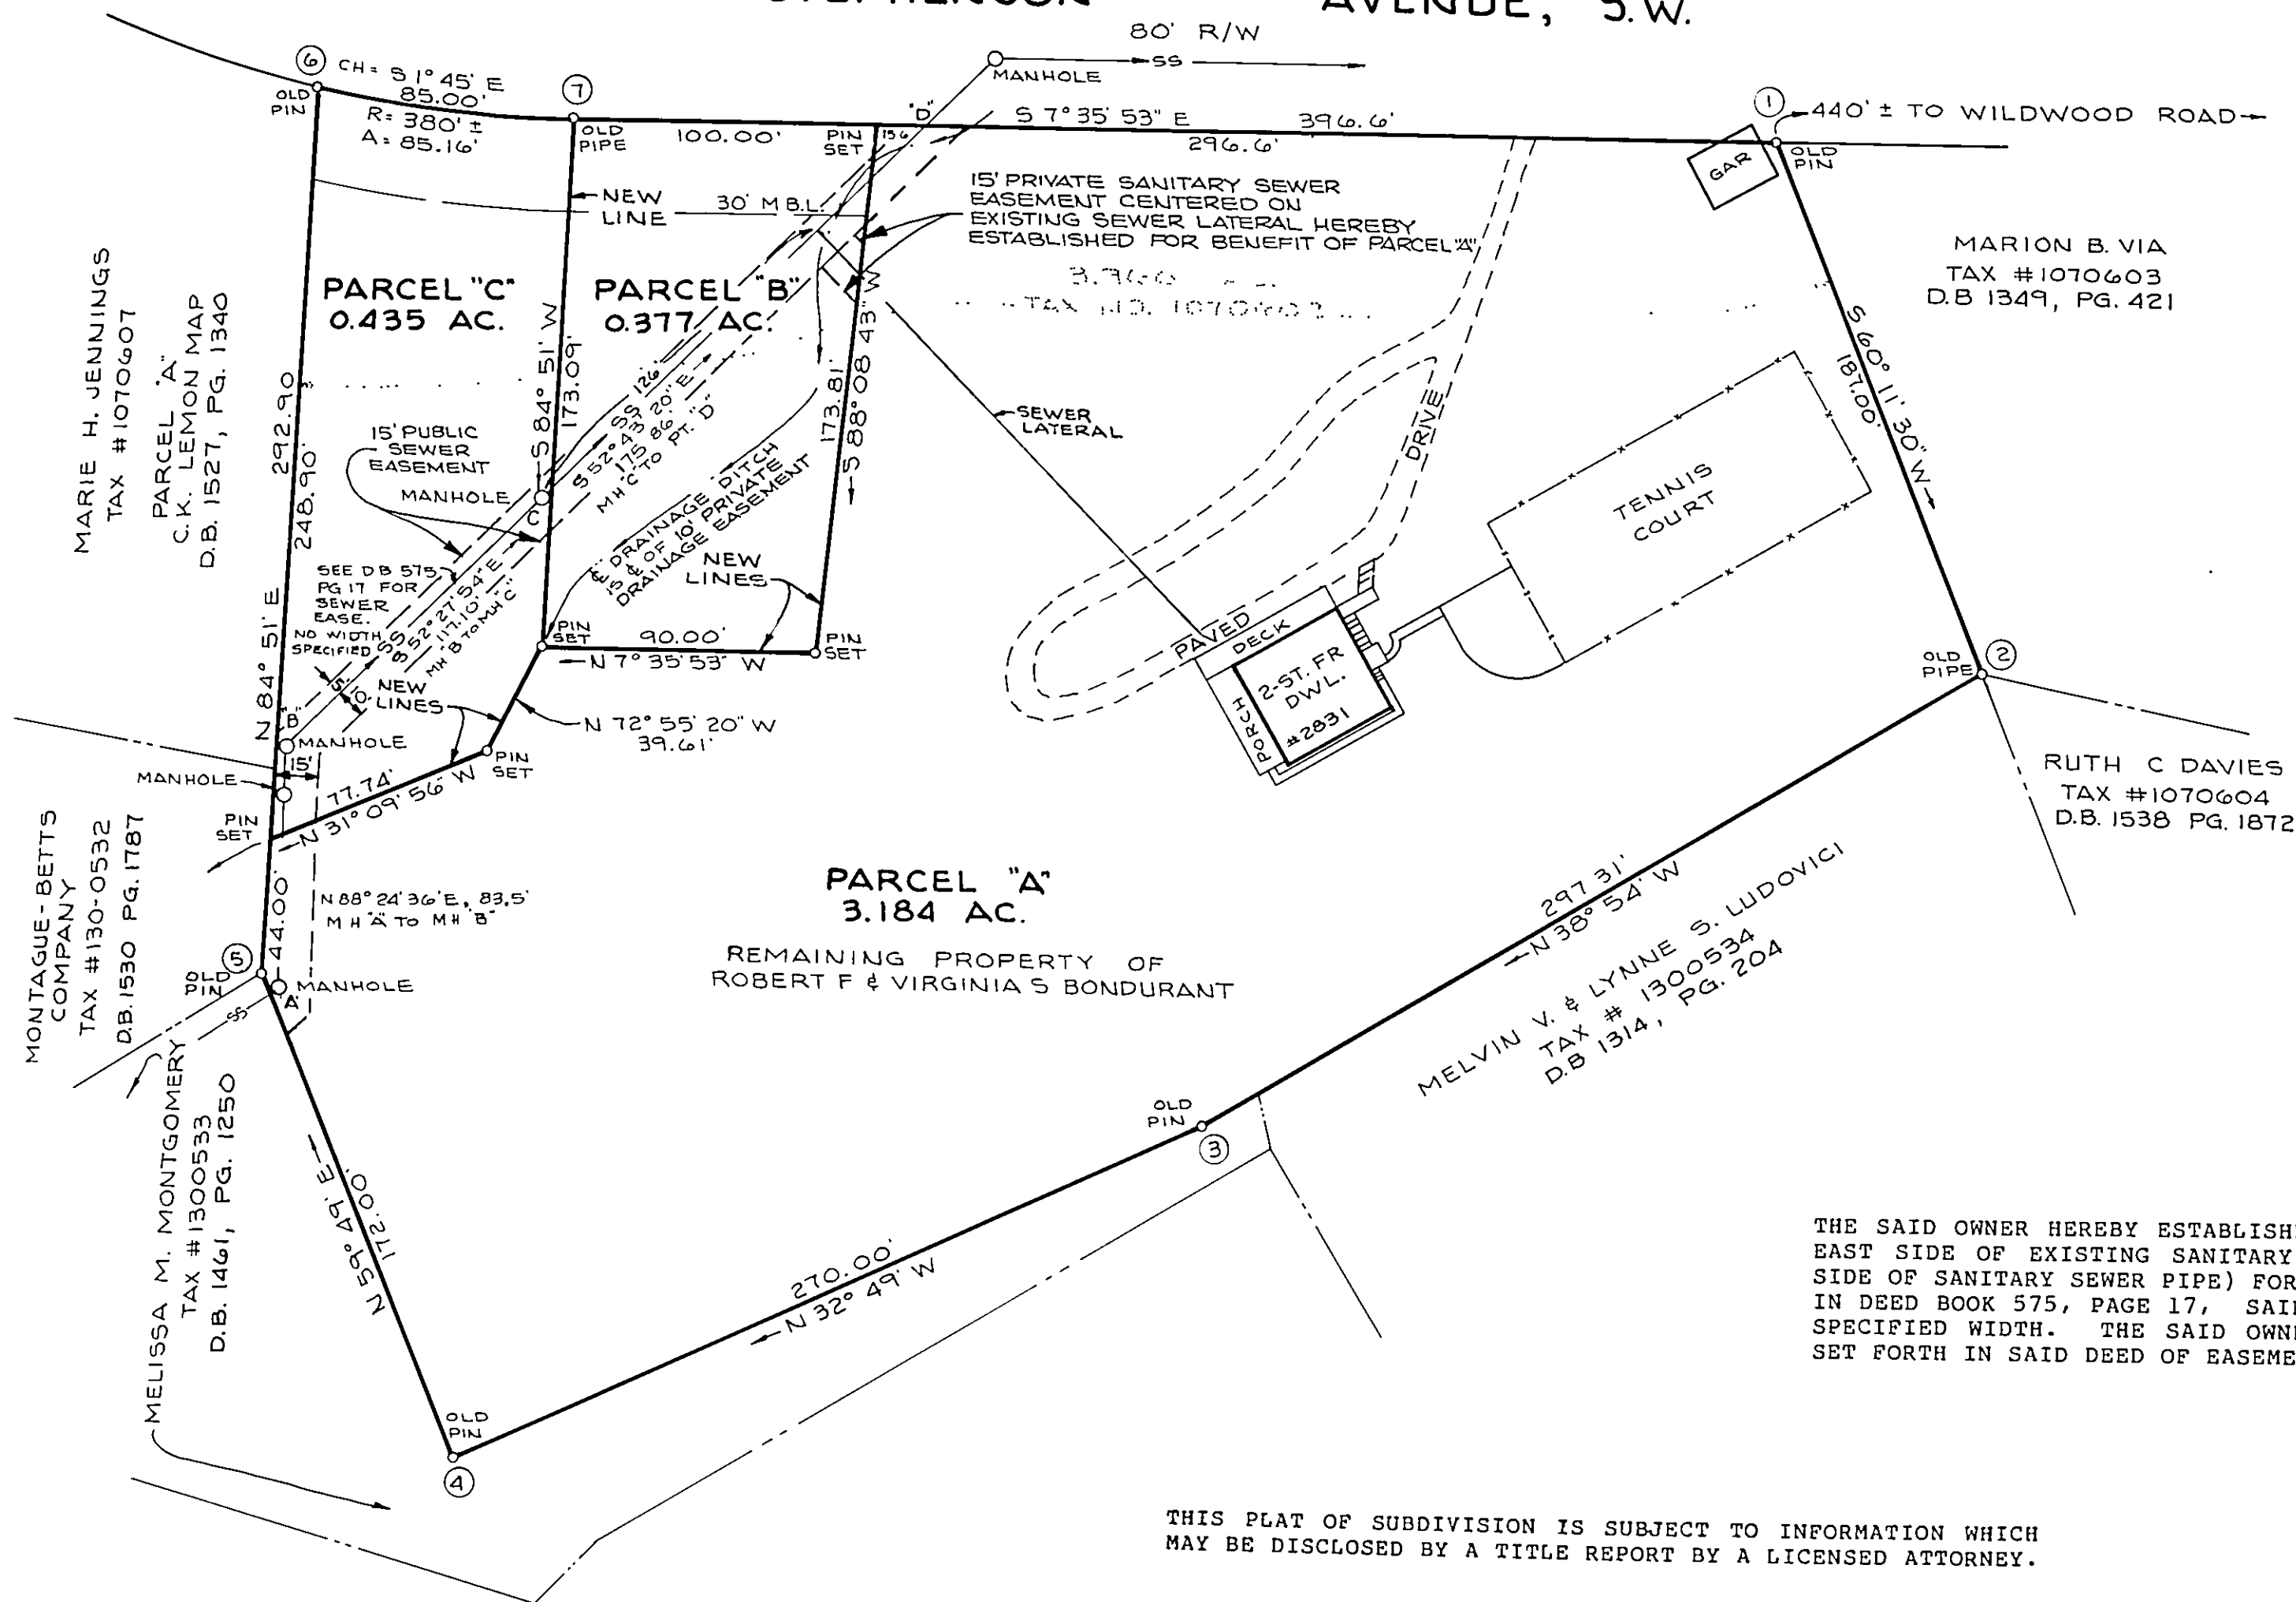 AVENUE, S.W.
80' R/W
MANHOLE
SS
6
CH= S 1° 45' E
85.00'
R= 380' ±
A= 85.16'
OLD
PIN
7
OLD
PIPE
100.00'
PIN
SET
15.6
"D"
S 7° 35' 53" E
396.6'
296.6'
1
440' ± TO WILDWOOD ROAD
OLD
PIN
GAR
NEW
LINE
30' M.B.L.
15' PRIVATE SANITARY SEWER
EASEMENT CENTERED ON
EXISTING SEWER LATERAL HEREBY
ESTABLISHED FOR BENEFIT OF PARCEL "A"
TAX NO. 1070603
MARION B. VIA
TAX #1070603
D.B 1349, PG. 421
MARIE H. JENNINGS
TAX #1070607
PARCEL "A"
C.K. LEMON MAP
D.B. 1527, PG. 1340
PARCEL "C"
0.435 AC.
PARCEL "B"
0.377 AC.
292.90
248.90'
N 84° 51' E
S 84° 51' W
173.09'
173.81'
S 88° 08' 43" W
15' PUBLIC
SEWER
EASEMENT
MANHOLE
C
SS 126'
S 52° 43' 20" E
175.86'
MH "C" TO PT. "D"
℄ DRAINAGE DITCH
IS ℄ OF 10' PRIVATE
DRAINAGE EASEMENT
NEW
LINES
SEWER
LATERAL
DRIVE
PAVED
DECK
PORCH
2-ST. FR
DWL.
#2831
TENNIS
COURT
S 60° 11' 30" W
187.00'
OLD
PIPE
2
SEE DB 575
PG 17 FOR
SEWER
EASE.
NO WIDTH
SPECIFIED
SS
S 52° 27' 54" E
117.10'
MH "B" TO MH "C"
5'
10'
PIN
SET
90.00'
N 7° 35' 53" W
PIN
SET
NEW
LINES
N 72° 55' 20" W
39.61'
"B"
MANHOLE
15'
MANHOLE
PIN
SET
77.74'
N 31° 09' 56" W
PIN
SET
RUTH C DAVIES
TAX #1070604
D.B. 1538 PG. 1872
MONTAGUE-BETTS
COMPANY
TAX #130-0532
D.B. 1530 PG. 1787
44.00'
N 88° 24' 36" E, 83.5'
MH "A" TO MH "B"
PARCEL "A"
3.184 AC.
REMAINING PROPERTY OF
ROBERT F & VIRGINIA S BONDURANT
297.31'
N 38° 54' W
MELVIN V. & LYNNE S. LUDOVICI
TAX # 1300534
D.B 1314, PG. 204
5
OLD
PIN
MANHOLE
A
SS
MELISSA M. MONTGOMERY
TAX #1300533
D.B. 1461, PG. 1250
N 59° 49' E
172.00'
OLD
PIN
3
270.00'
N 32° 49' W
OLD
PIN
4
THE SAID OWNER HEREBY ESTABLISH
EAST SIDE OF EXISTING SANITARY
SIDE OF SANITARY SEWER PIPE) FOR
IN DEED BOOK 575, PAGE 17, SAI
SPECIFIED WIDTH. THE SAID OWN
SET FORTH IN SAID DEED OF EASEME
THIS PLAT OF SUBDIVISION IS SUBJECT TO INFORMATION WHICH
MAY BE DISCLOSED BY A TITLE REPORT BY A LICENSED ATTORNEY.